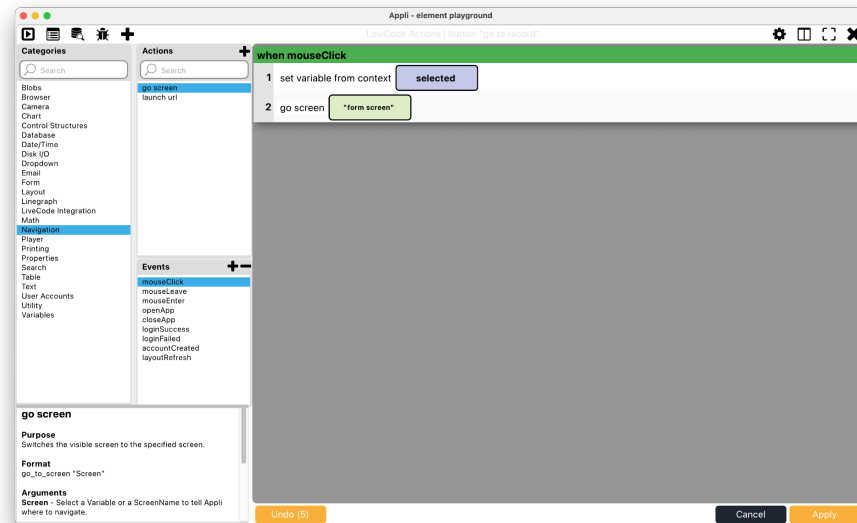 Appli - element playground
LowCode Actions | button "go to record"
Categories
Search
Blobs
Browser
Camera
Chart
Control Structures
Database
Date/Time
Disk I/O
Dropdown
Email
Form
Layout
Linegraph
LiveCode Integration
Math
Navigation
Player
Printing
Properties
Search
Table
Text
User Accounts
Utility
Variables
Actions
Search
go screen
launch url
Events
mouseClick
mouseLeave
mouseEnter
openApp
closeApp
loginSuccess
loginFailed
accountCreated
layoutRefresh
go screen
Purpose
Switches the visible screen to the specified screen.
Format
go_to_screen "Screen"
Arguments
Screen - Select a Variable or a ScreenName to tell Appli
where to navigate.
when mouseClick
1 set variable from context selected
2 go screen "form screen"
Undo (5)
Cancel
Apply